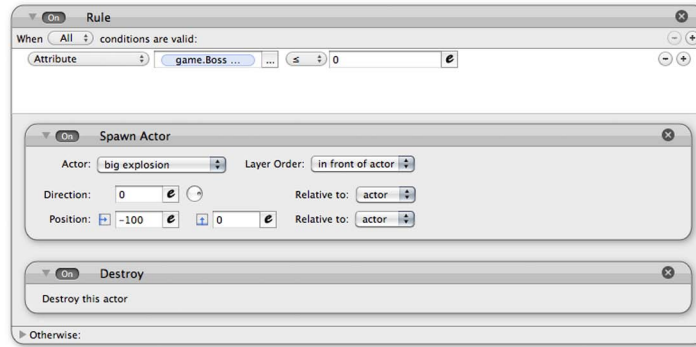 On Rule
When All conditions are valid:
Attribute game.Boss ... ... ≤ 0 e
On Spawn Actor
Actor: big explosion Layer Order: in front of actor
Direction: 0 e Relative to: actor
Position: -100 e 0 e Relative to: actor
On Destroy
Destroy this actor
Otherwise: